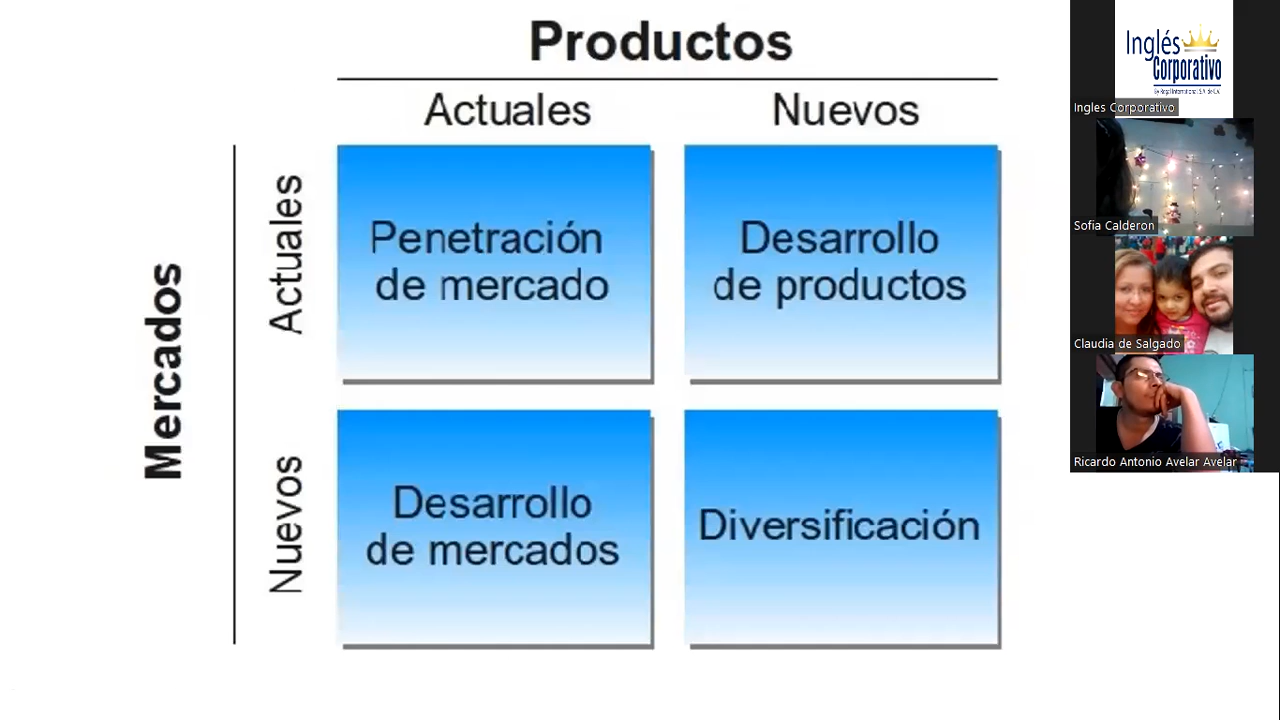 Productos
Actuales
Nuevos
Mercados
Actuales
Penetración
de mercado
Desarrollo
de productos
Nuevos
Desarrollo
de mercados
Diversificación
Inglés
Corporativo
Ingles Corporativo
Sofia Calderon
Claudia de Salgado
Ricardo Antonio Avelar Avelar